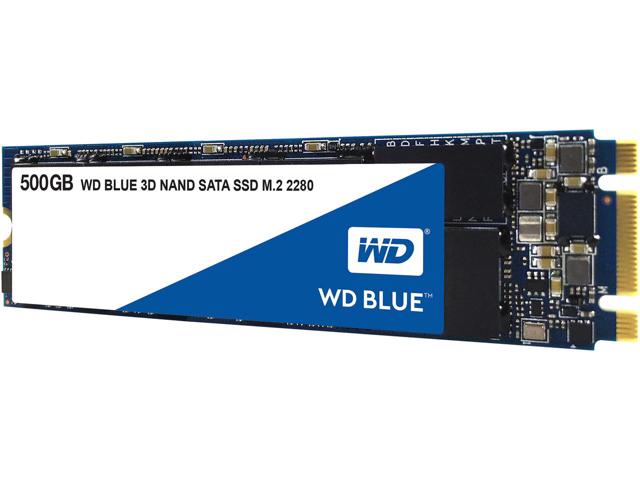 500GB WD BLUE 3D NAND SATA SSD M.2 2280
B D F H K M P T
WD®
WD BLUE™
B
M